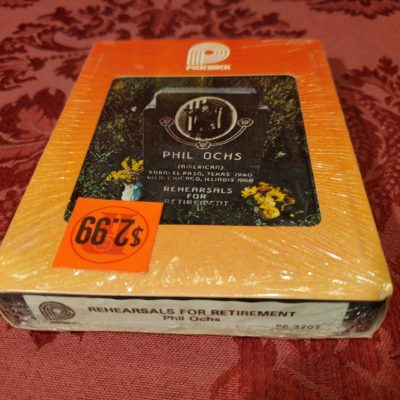 PICKWICK
PHIL OCHS
(AMERICAN)
BORN: EL PASO, TEXAS 1940
DIED: CHICAGO, ILLINOIS 1968
REHEARSALS
FOR
RETIREMENT
$2.99
REHEARSALS FOR RETIREMENT
Phil Ochs